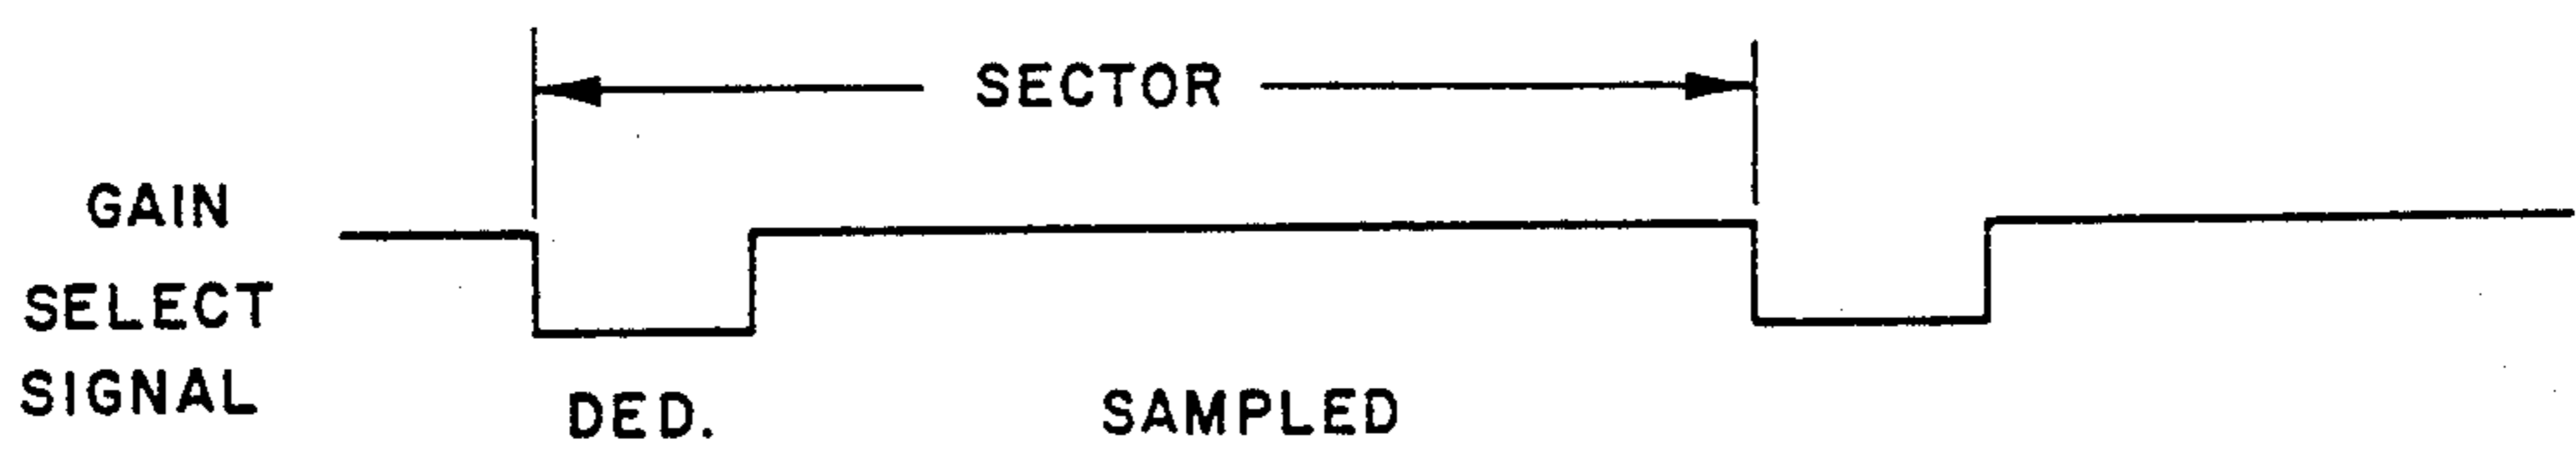 SECTOR
GAIN
SELECT
SIGNAL
DED.
SAMPLED